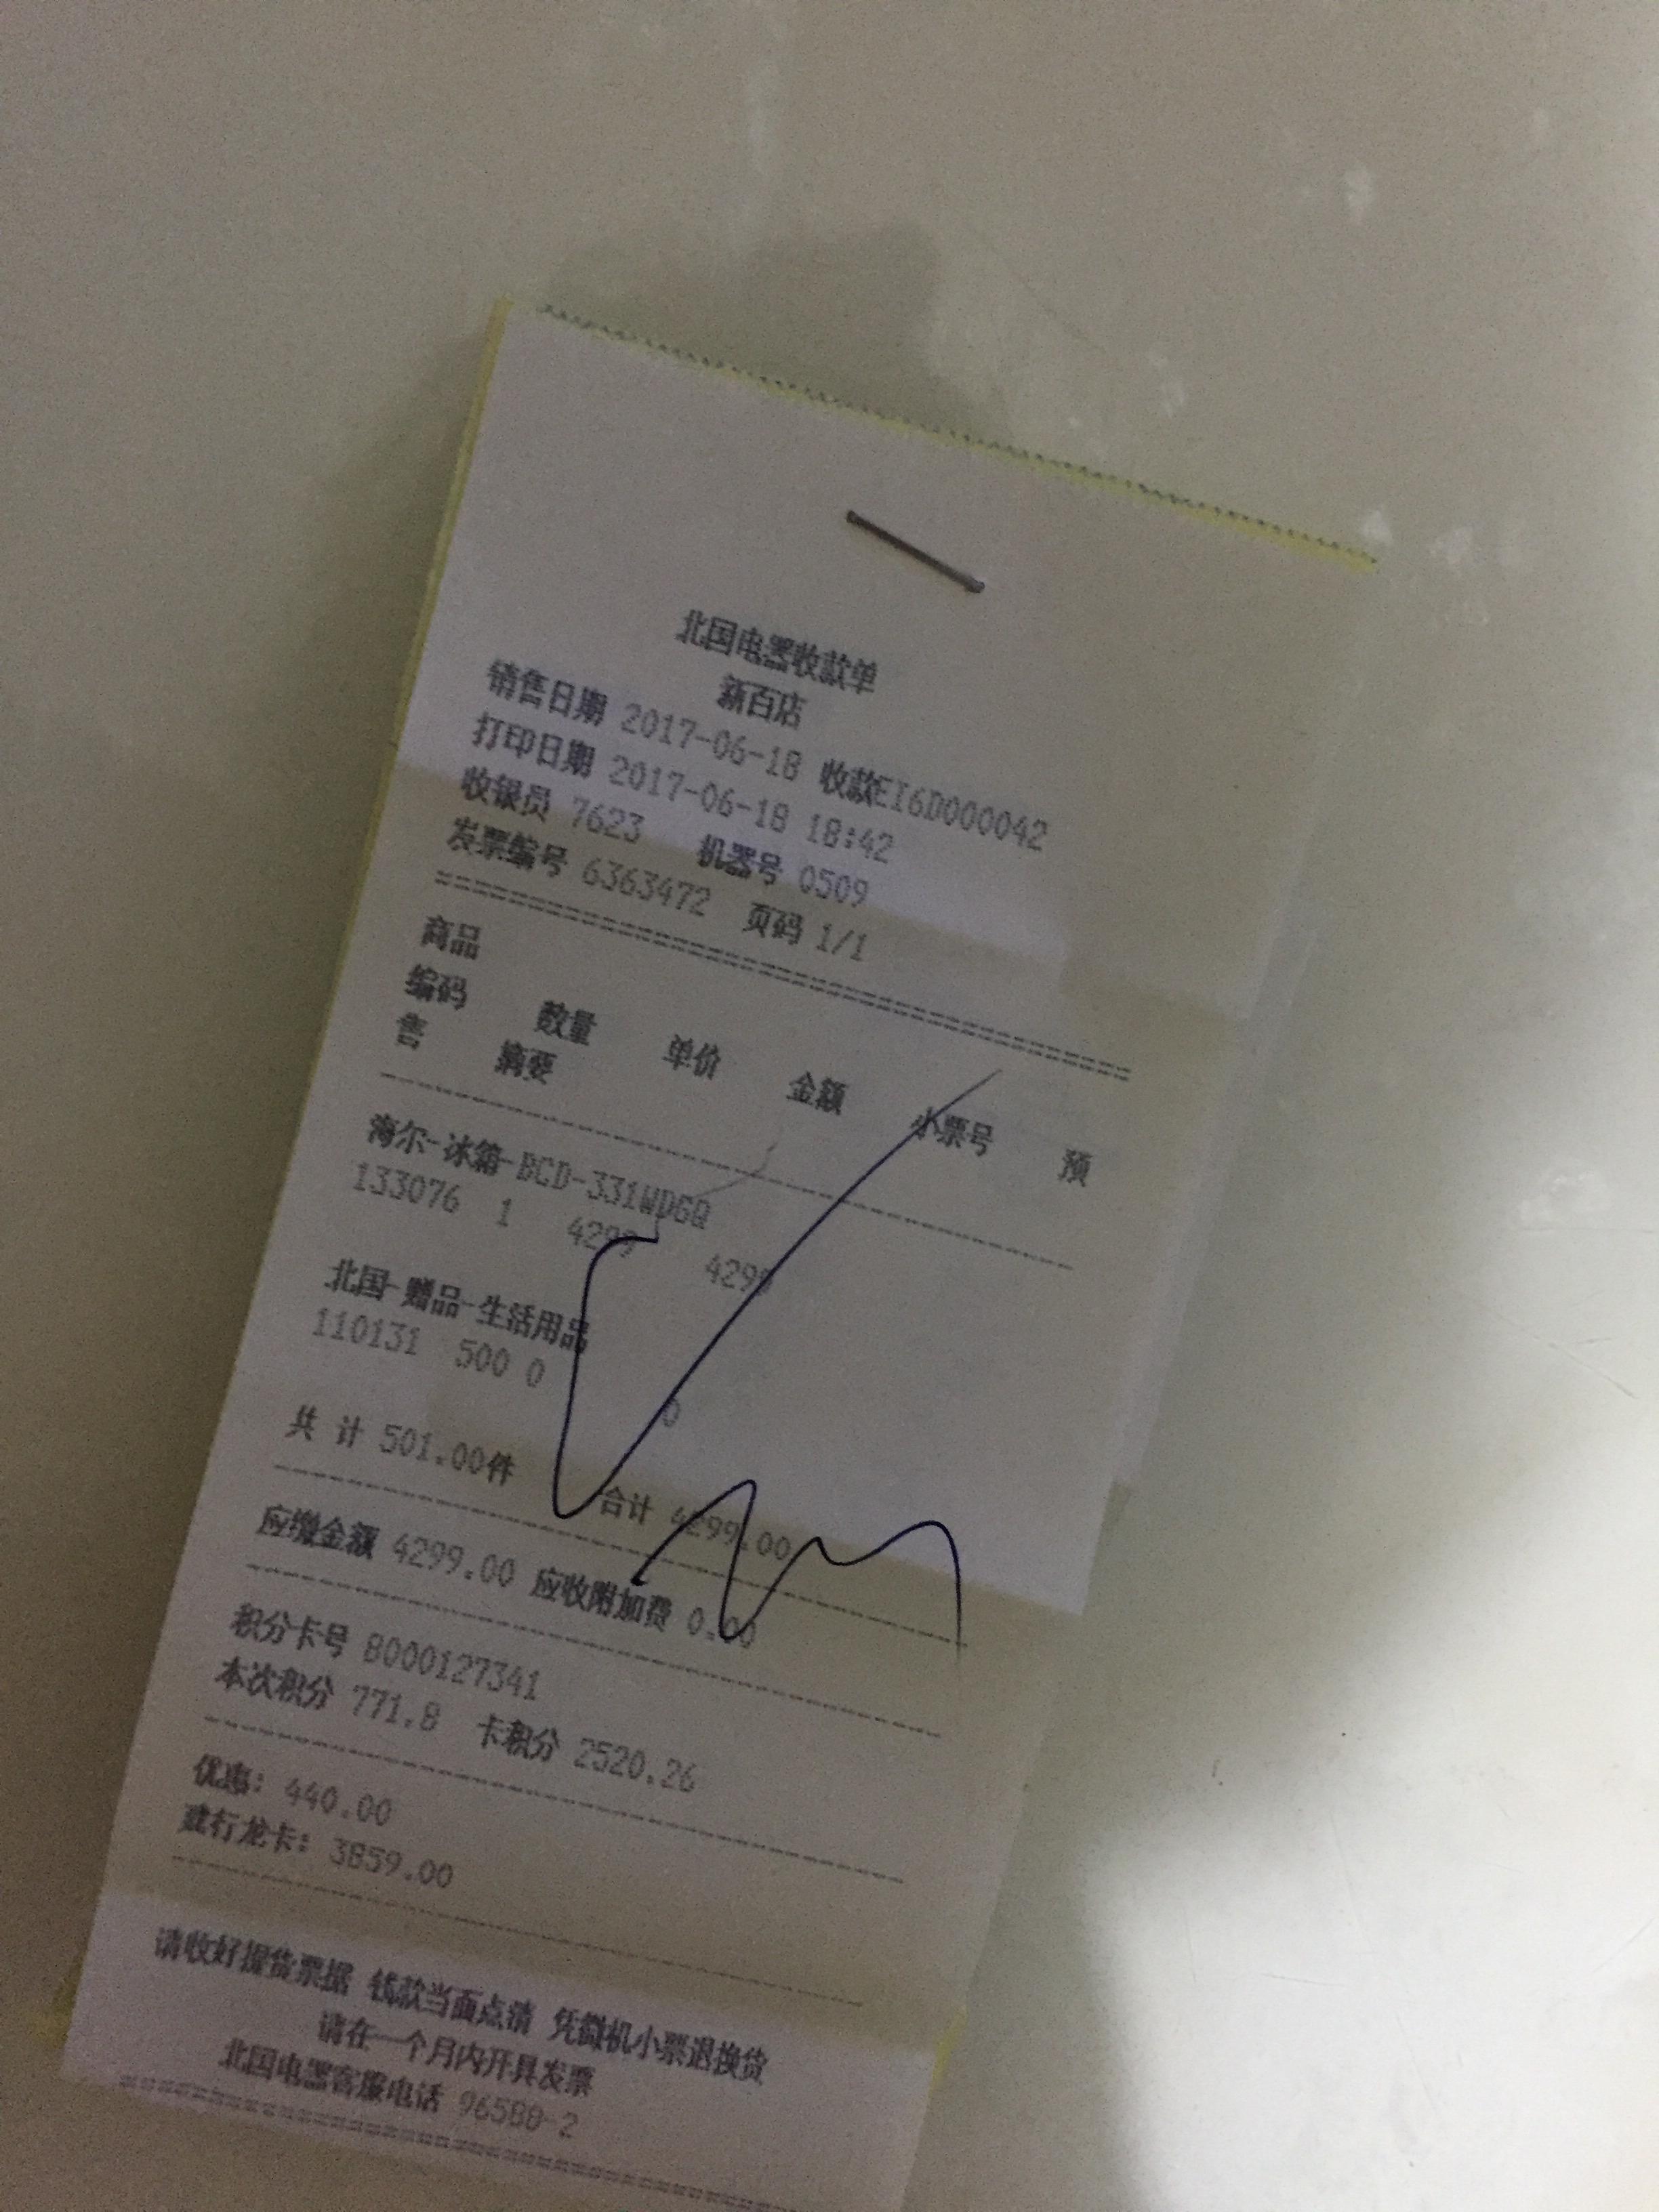 北国电器收款单
新百店
销售日期 2017-06-18 收款EI6D000042
打印日期 2017-06-18 18:42
收银员 7623 机器号 0509
发票编号 6363472 页码 1/1
商品
编码 数量 单价 金额 小票号 预
售 摘要
海尔-冰箱-BCD-331WDGQ
133076 1 4299 4299
北国-赠品-生活用品
110131 500 0 0
共 计 501.00件 合计 4299.00
应缴金额 4299.00 应收附加费 0.00
积分卡号 8000127341
本次积分 771.8 卡积分 2520.26
优惠: 440.00
建行龙卡: 3859.00
请收好提货票据 钱款当面点清 凭微机小票退换货
请在一个月内开具发票
北国电器客服电话 96580-2